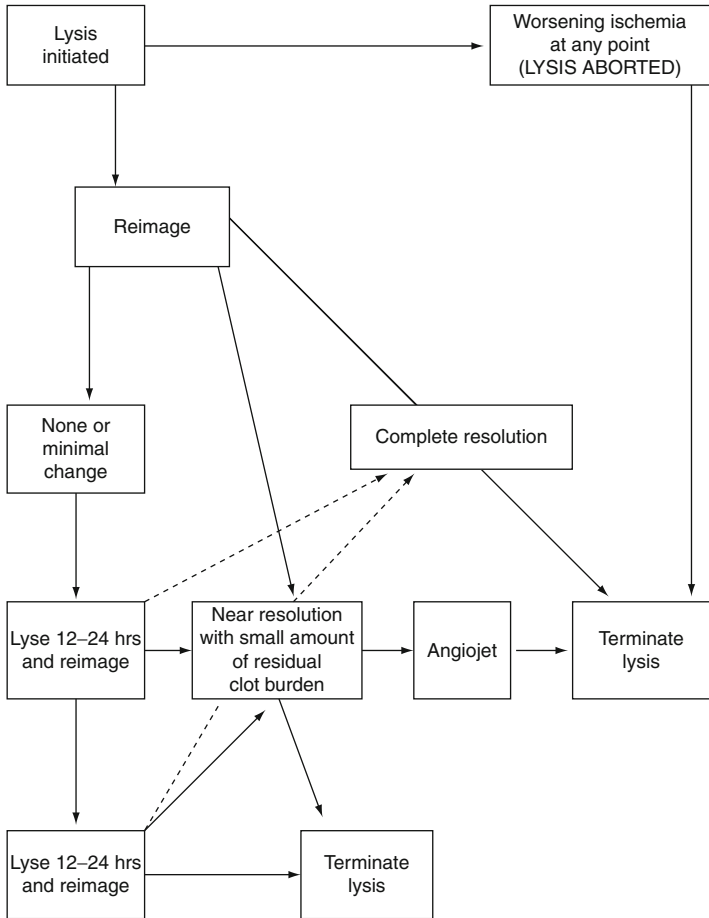 Lysis
initiated
Worsening ischemia
at any point
(LYSIS ABORTED)
Reimage
None or
minimal
change
Complete resolution
Lyse 12–24 hrs
and reimage
Near resolution
with small amount
of residual
clot burden
Angiojet
Terminate
lysis
Lyse 12–24 hrs
and reimage
Terminate
lysis